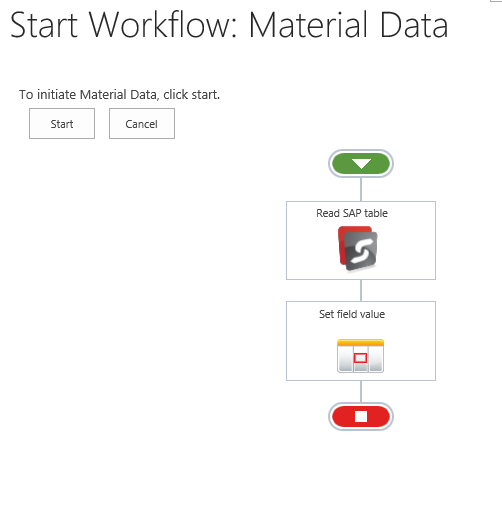 Start Workflow: Material Data
To initiate Material Data, click start.
Start
Cancel
Read SAP table
Set field value